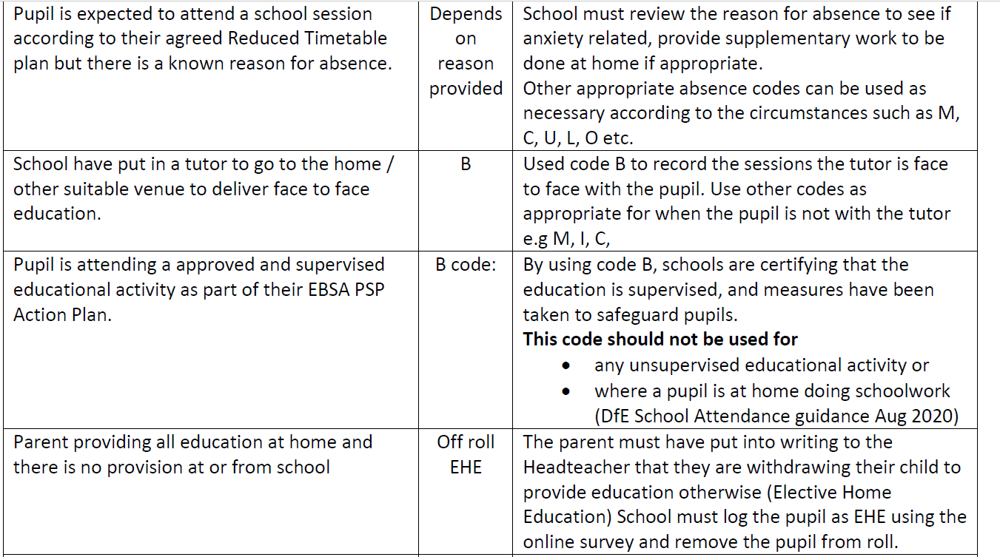 Pupil is expected to attend a school session
according to their agreed Reduced Timetable
plan but there is a known reason for absence.
Depends
on
reason
provided
School must review the reason for absence to see if
anxiety related, provide supplementary work to be
done at home if appropriate.
Other appropriate absence codes can be used as
necessary according to the circumstances such as M,
C, U, L, O etc.
School have put in a tutor to go to the home /
other suitable venue to deliver face to face
education.
B
Used code B to record the sessions the tutor is face
to face with the pupil. Use other codes as
appropriate for when the pupil is not with the tutor
e.g M, I, C,
Pupil is attending a approved and supervised
educational activity as part of their EBSA PSP
Action Plan.
B code:
By using code B, schools are certifying that the
education is supervised, and measures have been
taken to safeguard pupils.
This code should not be used for
• any unsupervised educational activity or
• where a pupil is at home doing schoolwork
(DfE School Attendance guidance Aug 2020)
Parent providing all education at home and
there is no provision at or from school
Off roll
EHE
The parent must have put into writing to the
Headteacher that they are withdrawing their child to
provide education otherwise (Elective Home
Education) School must log the pupil as EHE using the
online survey and remove the pupil from roll.